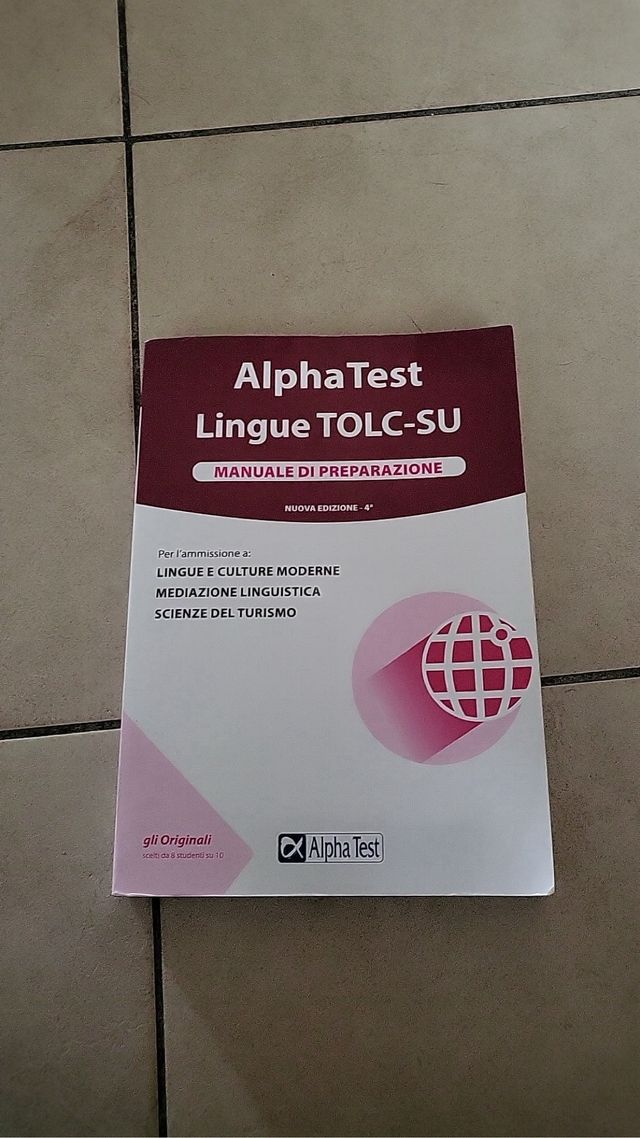 AlphaTest
Lingue TOLC-SU
MANUALE DI PREPARAZIONE
NUOVA EDIZIONE - 4ª
Per l'ammissione a:
LINGUE E CULTURE MODERNE
MEDIAZIONE LINGUISTICA
SCIENZE DEL TURISMO
gli Originali
scelti da 8 studenti su 10
α Alpha Test